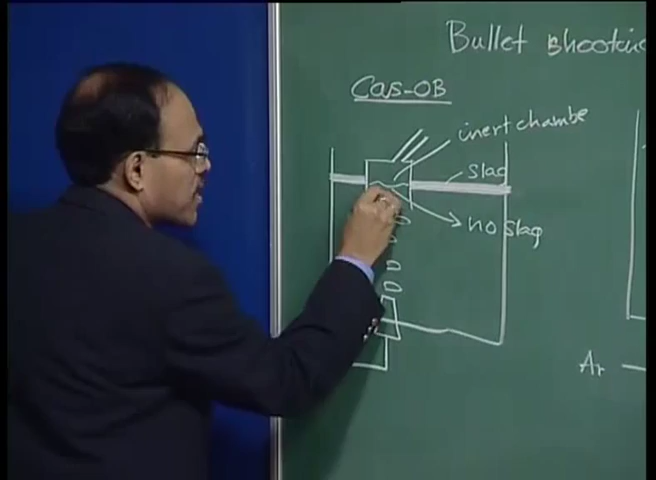 Bullet shootin
Cas-OB
inert chambe
slag
no slag
Ar